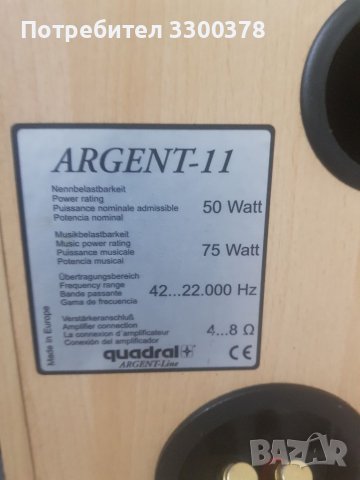 Потребител 3300378
ARGENT-11
Nennbelastbarkeit
Power rating
Puissance nominale admissible
Potencia nominal
50 Watt
Musikbelastbarkeit
Music power rating
Puissance musicale
Potencia musical
75 Watt
Übertragungsbereich
Frequency range
Bande passante
Gama de frecuencia
42...22.000 Hz
Verstärkeranschluß
Amplifier connection
La connexion d´amplificateur
Conexión del amplificador
4...8 Ω
Made in Europe
quadral
ARGENT-Line
CE
BAZAR.BG